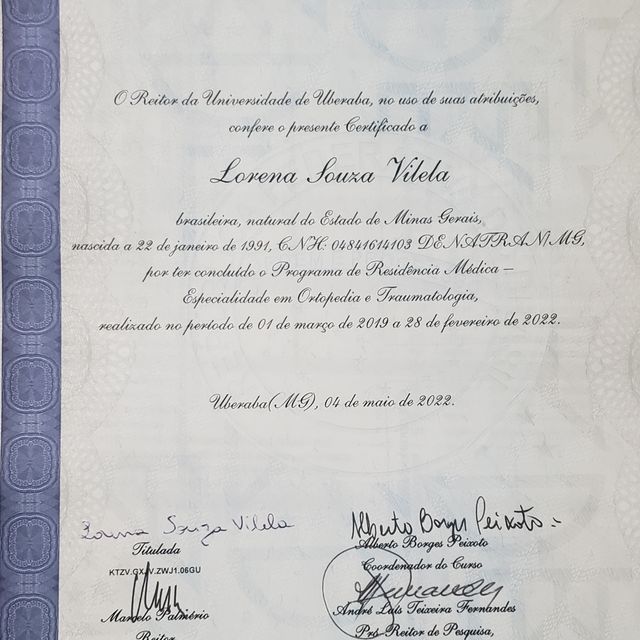 O Reitor da Universidade de Uberaba, no uso de suas atribuições,
confere o presente Certificado a
Lorena Souza Vilela
brasileira, natural do Estado de Minas Gerais,
nascida a 22 de janeiro de 1991, CNH: 04841614103 DENATRAN/MG,
por ter concluído o Programa de Residência Médica –
Especialidade em Ortopedia e Traumatologia,
realizado no período de 01 de março de 2019 a 28 de fevereiro de 2022.
Uberaba(MG), 04 de maio de 2022.
Lorena Souza Vilela
Titulada
Alberto Borges Peixoto
Alberto Borges Peixoto
Coordenador do Curso
Marcelo Palmério
Reitor
André Luís Teixeira Fernandes
Pró-Reitor de Pesquisa,